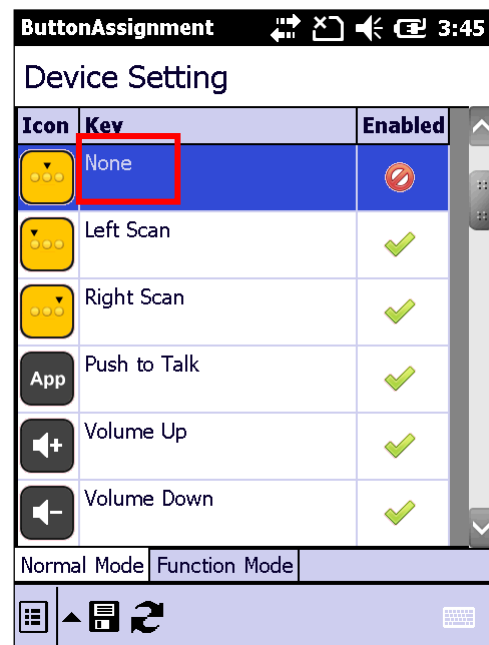 ButtonAssignment 3:45
Device Setting
Icon Key Enabled
None
Left Scan
Right Scan
App Push to Talk
Volume Up
Volume Down
Normal Mode Function Mode